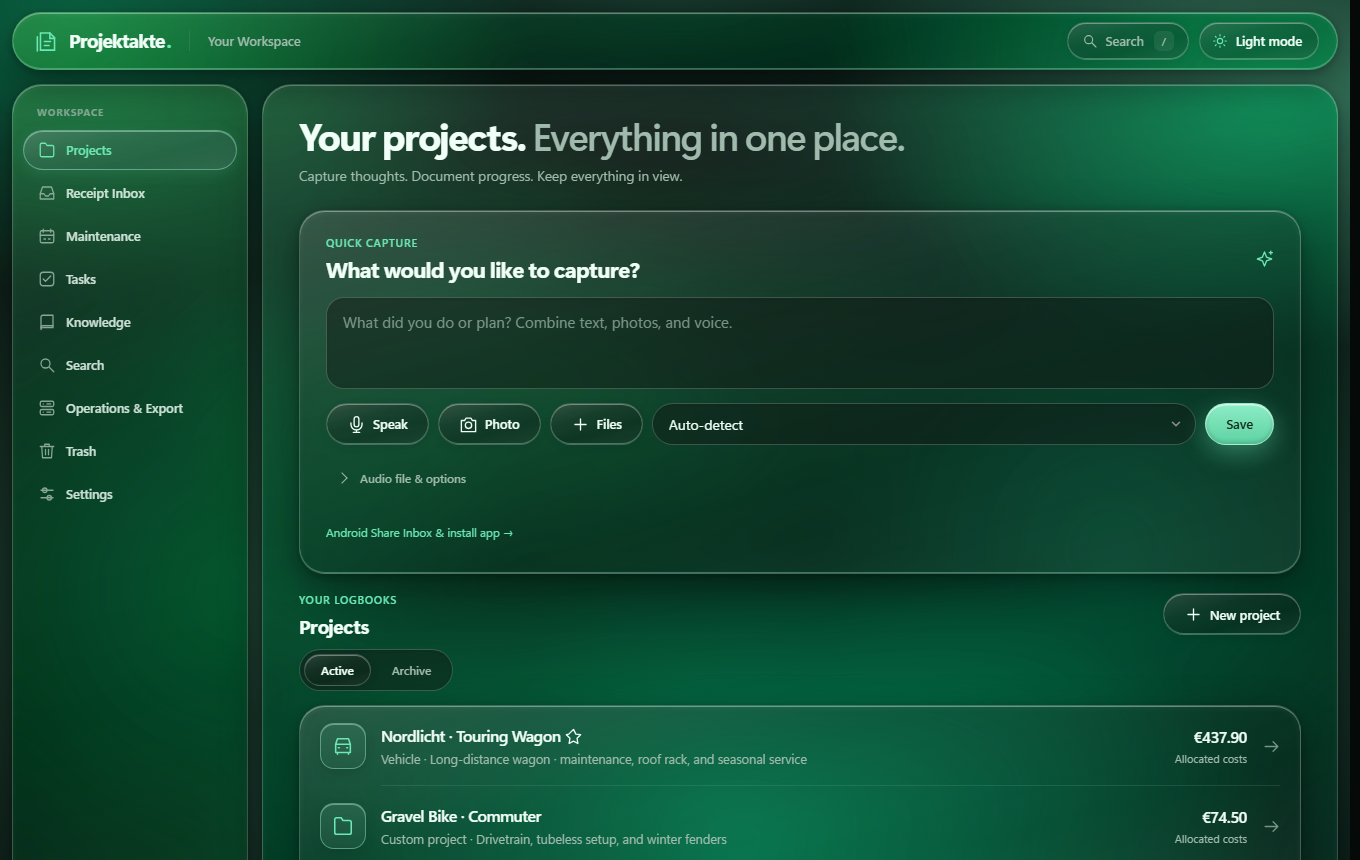 Projektakte.
Your Workspace
Search /
Light mode
WORKSPACE
Projects
Receipt Inbox
Maintenance
Tasks
Knowledge
Search
Operations & Export
Trash
Settings
Your projects. Everything in one place.
Capture thoughts. Document progress. Keep everything in view.
QUICK CAPTURE
What would you like to capture?
What did you do or plan? Combine text, photos, and voice.
Speak
Photo
Files
Auto-detect
Save
Audio file & options
Android Share Inbox & install app →
YOUR LOGBOOKS
Projects
New project
Active
Archive
Nordlicht · Touring Wagon
€437.90
Vehicle · Long-distance wagon · maintenance, roof rack, and seasonal service
Allocated costs
Gravel Bike · Commuter
€74.50
Custom project · Drivetrain, tubeless setup, and winter fenders
Allocated costs